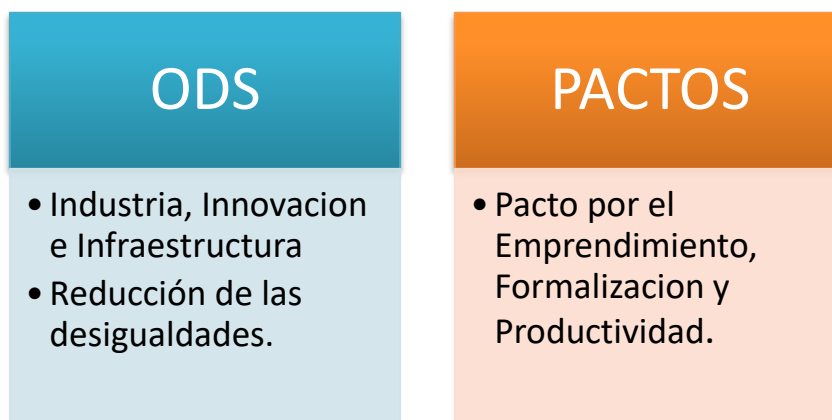 ODS
• Industria, Innovacion
e Infraestructura
• Reducción de las
desigualdades.
PACTOS
• Pacto por el
Emprendimiento,
Formalizacion y
Productividad.